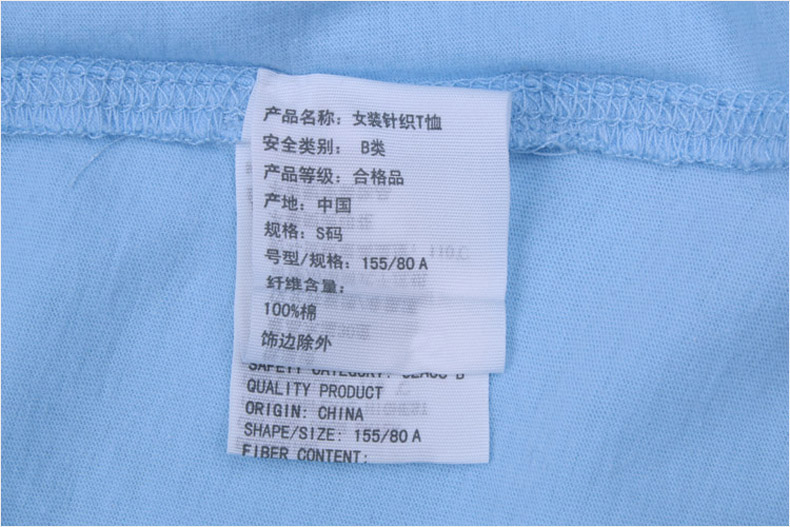 产品名称: 女装针织T恤
安全类别: B类
产品等级: 合格品
产地: 中国
规格: S码
号型/规格: 155/80 A
纤维含量:
100%棉
饰边除外
SAFETY CATEGORY: CLASS B
QUALITY PRODUCT
ORIGIN: CHINA
SHAPE/SIZE: 155/80 A
FIBER CONTENT: